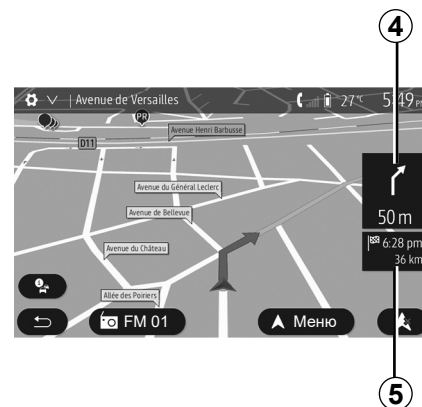 4
| Avenue de Versailles
27 °C
5:49 PM
PR
Avenue Henri Barbusse
D11
Avenue du Général Leclerc
Avenue de Bellevue
Avenue du Château
Allée des Poiriers
50 m
6:28 pm
36 km
FM 01
Меню
5